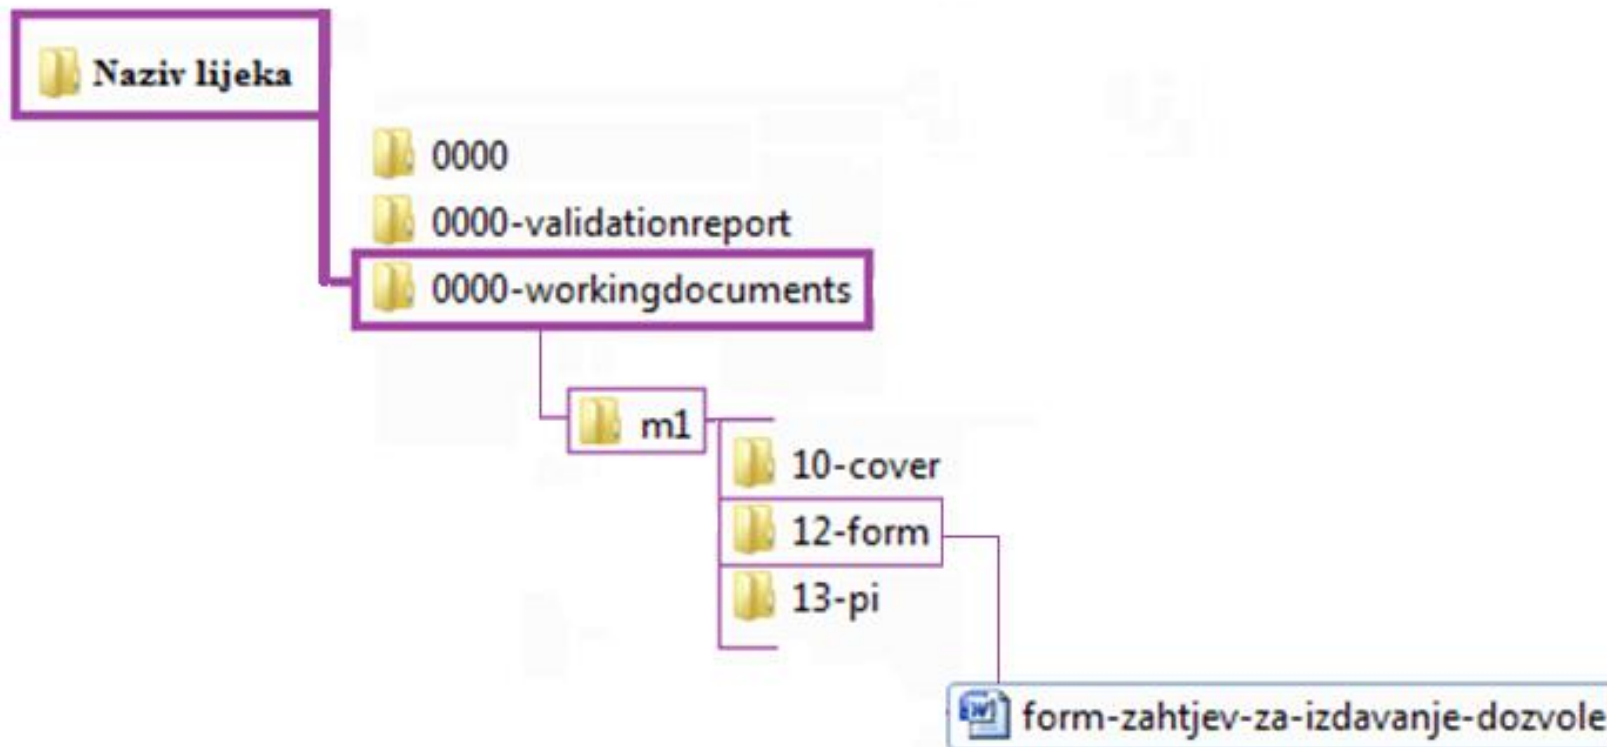 Naziv lijeka
0000
0000-validationreport
0000-workingdocuments
m1
10-cover
12-form
13-pi
form-zahtjev-za-izdavanje-dozvole